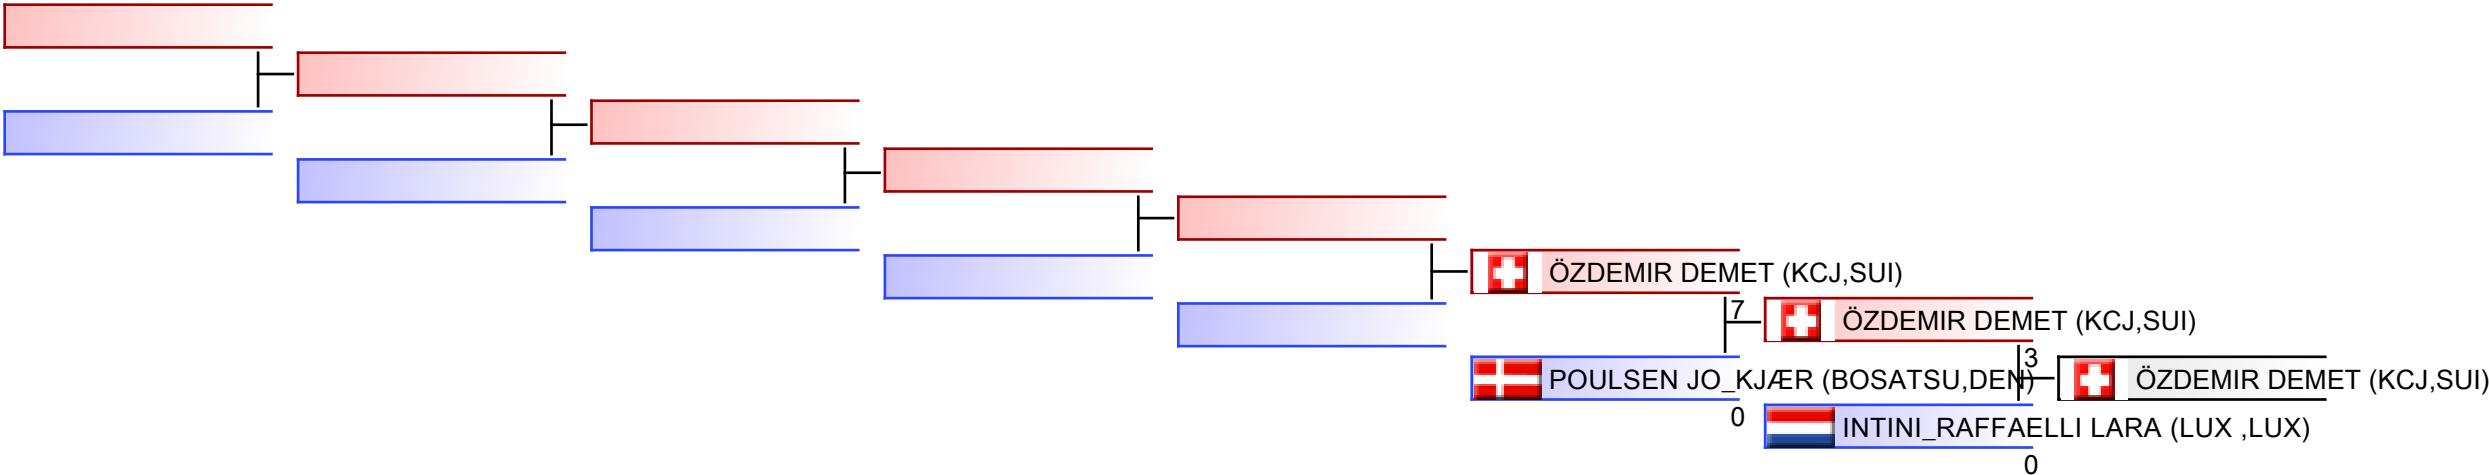 ÖZDEMIR DEMET (KCJ,SUI)
7
ÖZDEMIR DEMET (KCJ,SUI)
POULSEN JO_KJÆR (BOSATSU,DEN)
3
ÖZDEMIR DEMET (KCJ,SUI)
0
INTINI_RAFFAELLI LARA (LUX ,LUX)
0